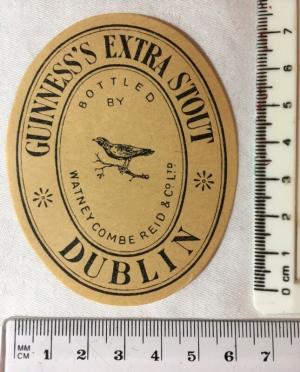 GUINNESS'S EXTRA STOUT
BOTTLED
BY
WATNEY COMBE REID & CO LTD
DUBLIN
0 cm 1 2 3 4 5 6 7
MM
CM 1 2 3 4 5 6 7